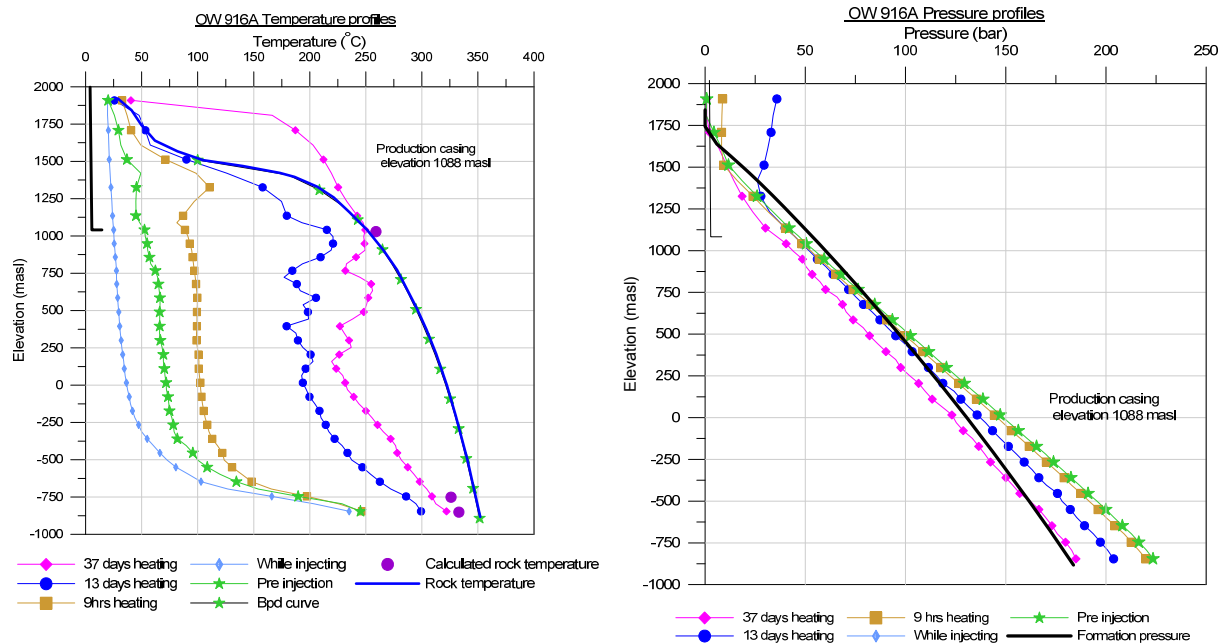 OW 916A Temperature profiles
Temperature (°C)
0 50 100 150 200 250 300 350 400
2000
1750
1500
1250
1000
750
500
250
0
-250
-500
-750
-1000
Elevation (masl)
Production casing
elevation 1088 masl
37 days heating
While injecting
Calculated rock temperature
13 days heating
Pre injection
Rock temperature
9hrs heating
Bpd curve
OW 916A Pressure profiles
Pressure (bar)
0 50 100 150 200 250
2000
1750
1500
1250
1000
750
500
250
0
-250
-500
-750
-1000
Elevation (masl)
Production casing
elevation 1088 masl
37 days heating
9 hrs heating
Pre injection
13 days heating
While injecting
Fomation pressure